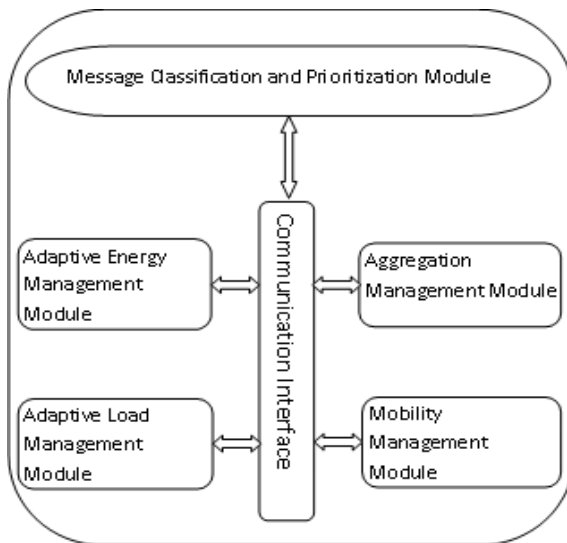 Message Classification and Prioritization Module
Communication Interface
Adaptive Energy
Management
Module
Aggregation
Management Module
Adaptive Load
Management
Module
Mobility
Management
Module